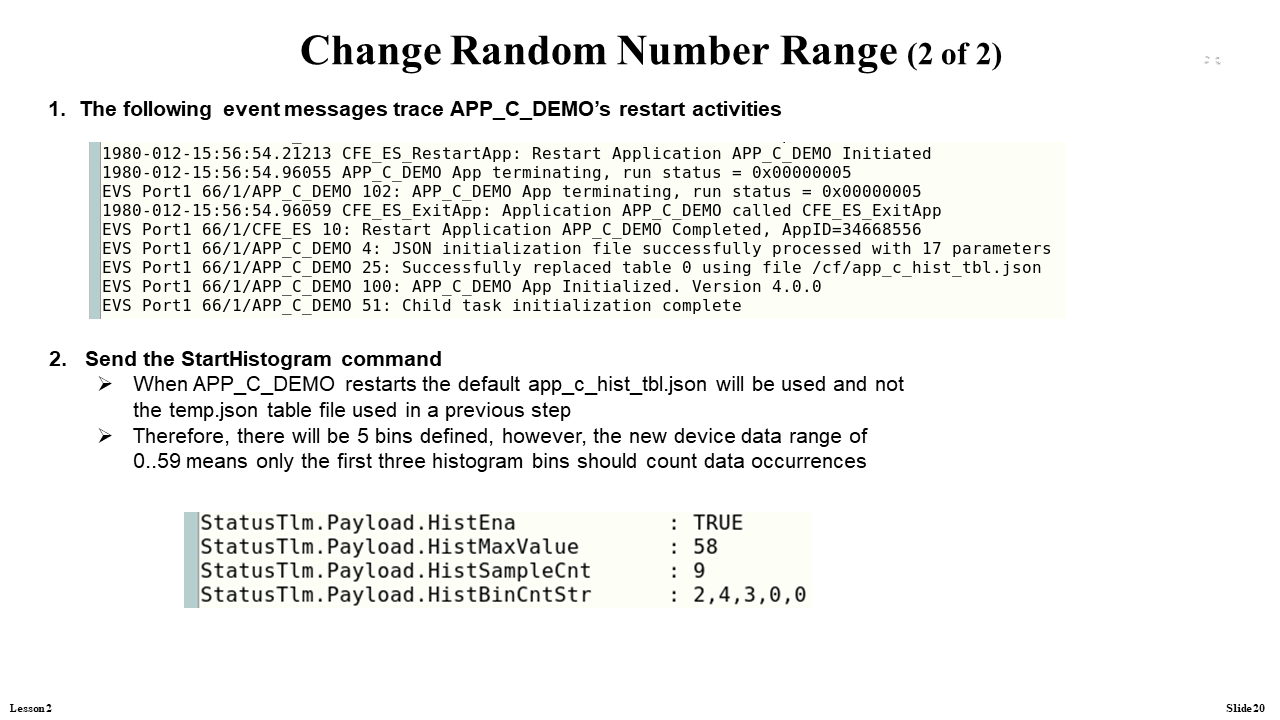 Change Random Number Range (2 of 2)
1. The following event messages trace APP_C_DEMO’s restart activities
1980-012-15:56:54.21213 CFE_ES_RestartApp: Restart Application APP_C_DEMO Initiated
1980-012-15:56:54.96055 APP_C_DEMO App terminating, run status = 0x00000005
EVS Port1 66/1/APP_C_DEMO 102: APP_C_DEMO App terminating, run status = 0x00000005
1980-012-15:56:54.96059 CFE_ES_ExitApp: Application APP_C_DEMO called CFE_ES_ExitApp
EVS Port1 66/1/CFE_ES 10: Restart Application APP_C_DEMO Completed, AppID=34668556
EVS Port1 66/1/APP_C_DEMO 4: JSON initialization file successfully processed with 17 parameters
EVS Port1 66/1/APP_C_DEMO 25: Successfully replaced table 0 using file /cf/app_c_hist_tbl.json
EVS Port1 66/1/APP_C_DEMO 100: APP_C_DEMO App Initialized. Version 4.0.0
EVS Port1 66/1/APP_C_DEMO 51: Child task initialization complete
2. Send the StartHistogram command
➢ When APP_C_DEMO restarts the default app_c_hist_tbl.json will be used and not
the temp.json table file used in a previous step
➢ Therefore, there will be 5 bins defined, however, the new device data range of
0..59 means only the first three histogram bins should count data occurrences
StatusTlm.Payload.HistEna : TRUE
StatusTlm.Payload.HistMaxValue : 58
StatusTlm.Payload.HistSampleCnt : 9
StatusTlm.Payload.HistBinCntStr : 2,4,3,0,0
Lesson 2
Slide 20